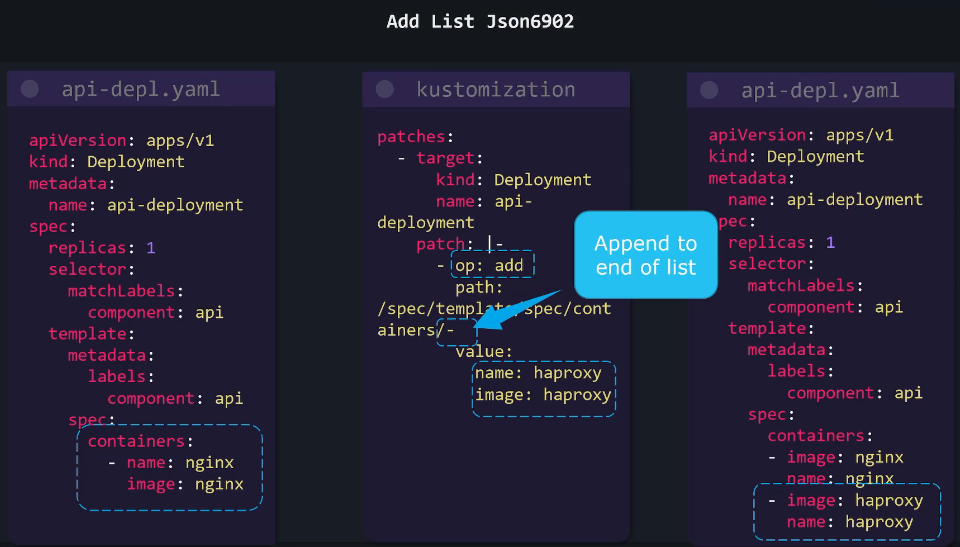 Add List Json6902
api-depl.yaml
apiVersion: apps/v1
kind: Deployment
metadata:
  name: api-deployment
spec:
  replicas: 1
  selector:
    matchLabels:
      component: api
  template:
    metadata:
      labels:
        component: api
    spec:
      containers:
        - name: nginx
          image: nginx
kustomization
patches:
  - target:
      kind: Deployment
      name: api-
deployment
    patch: |-
      - op: add
        path:
/spec/template/spec/cont
ainers/-
        value:
          name: haproxy
          image: haproxy
Append to
end of list
api-depl.yaml
apiVersion: apps/v1
kind: Deployment
metadata:
  name: api-deployment
spec:
  replicas: 1
  selector:
    matchLabels:
      component: api
  template:
    metadata:
      labels:
        component: api
    spec:
      containers:
      - image: nginx
        name: nginx
      - image: haproxy
        name: haproxy